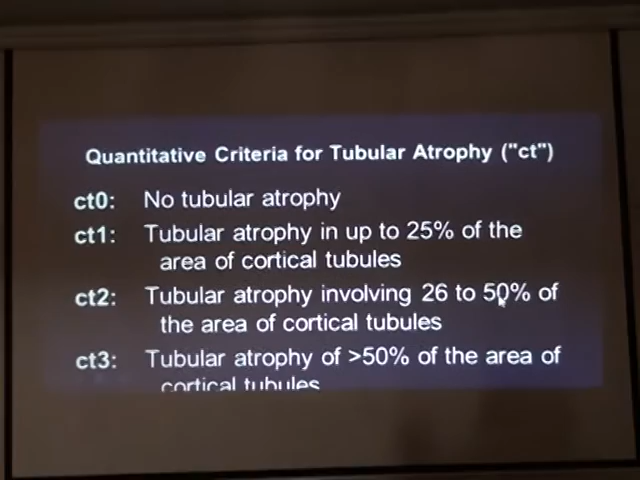 Quantitative Criteria for Tubular Atrophy ("ct")
ct0: No tubular atrophy
ct1: Tubular atrophy in up to 25% of the
area of cortical tubules
ct2: Tubular atrophy involving 26 to 50% of
the area of cortical tubules
ct3: Tubular atrophy of >50% of the area of
cortical tubules